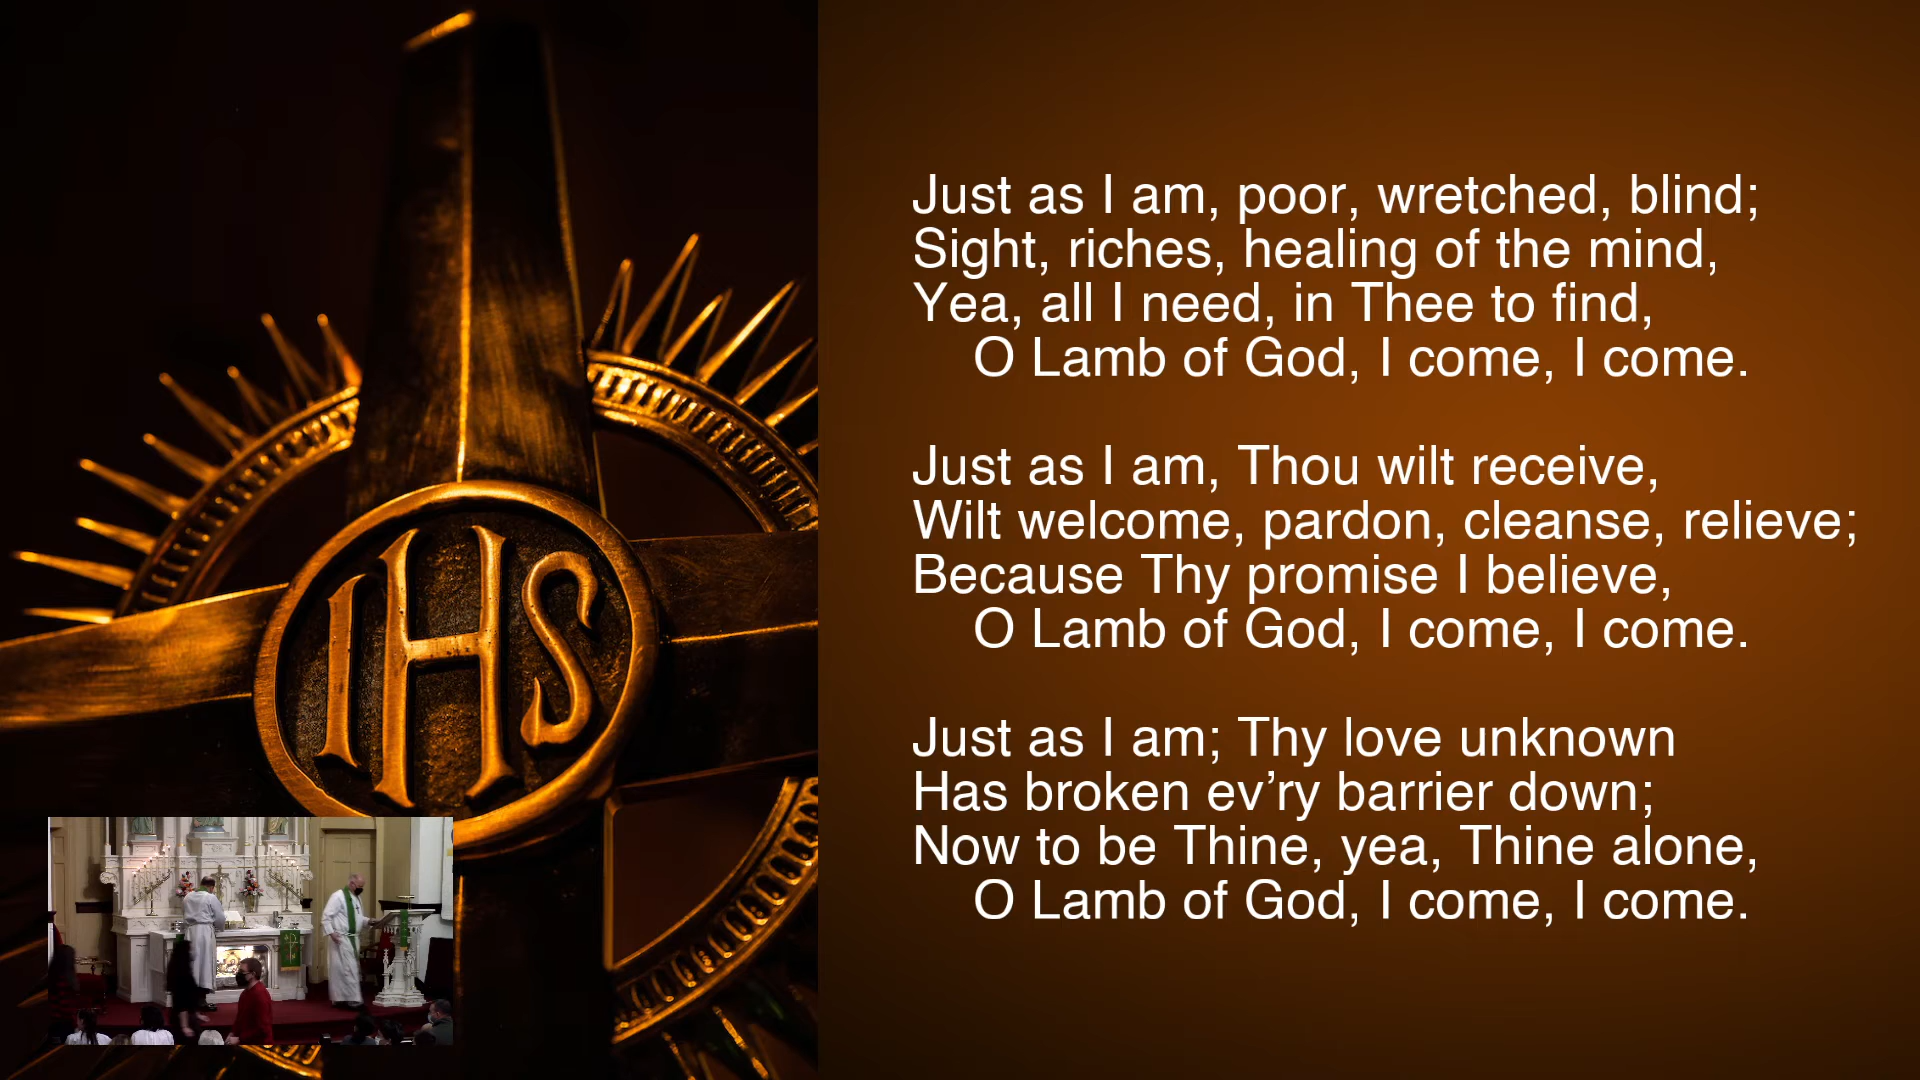 IHS
Just as I am, poor, wretched, blind;
Sight, riches, healing of the mind,
Yea, all I need, in Thee to find,
O Lamb of God, I come, I come.
Just as I am, Thou wilt receive,
Wilt welcome, pardon, cleanse, relieve;
Because Thy promise I believe,
O Lamb of God, I come, I come.
Just as I am; Thy love unknown
Has broken ev’ry barrier down;
Now to be Thine, yea, Thine alone,
O Lamb of God, I come, I come.